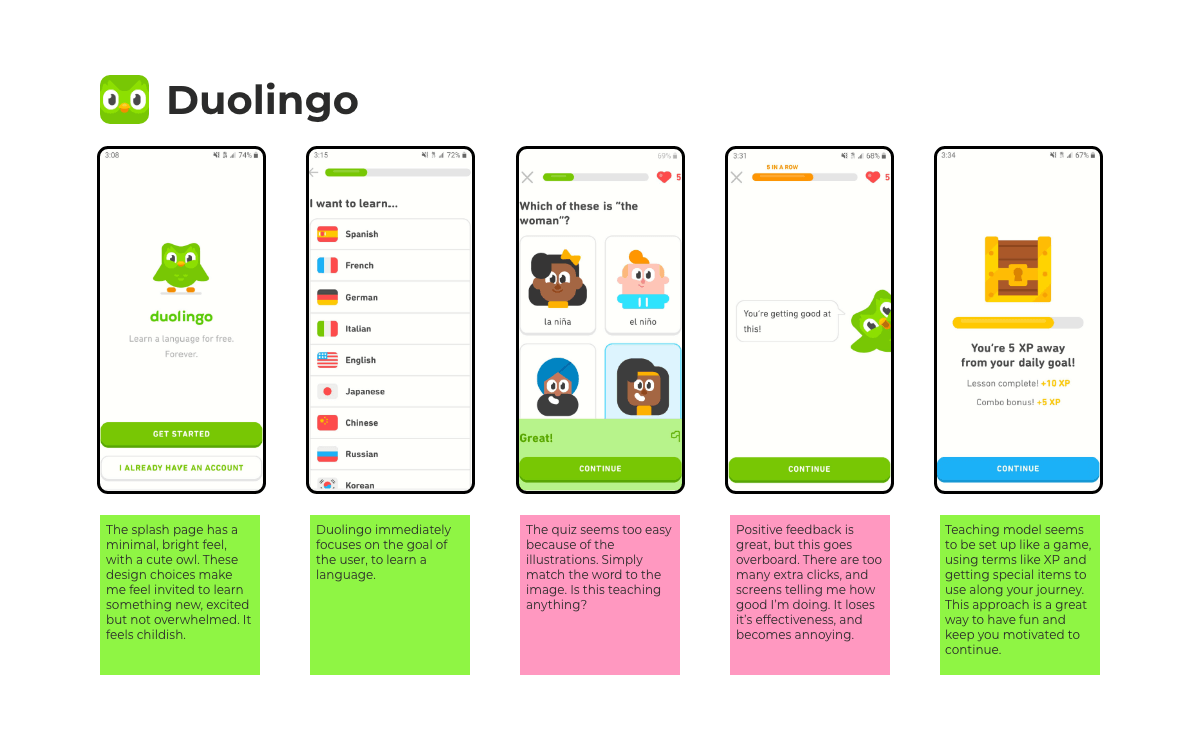 Duolingo
3:08
74%
duolingo
Learn a language for free.
Forever.
GET STARTED
I ALREADY HAVE AN ACCOUNT
3:15
72%
I want to learn...
Spanish
French
German
Italian
English
Japanese
Chinese
Russian
Korean
69%
5
Which of these is "the
woman"?
la niña
el niño
Great!
CONTINUE
3:31
68%
5 IN A ROW
5
You're getting good at
this!
CONTINUE
3:34
67%
You're 5 XP away
from your daily goal!
Lesson complete! +10 XP
Combo bonus! +5 XP
CONTINUE
The splash page has a
minimal, bright feel,
with a cute owl. These
design choices make
me feel invited to learn
something new, excited
but not overwhelmed. It
feels childish.
Duolingo immediately
focuses on the goal of
the user, to learn a
language.
The quiz seems too easy
because of the
illustrations. Simply
match the word to the
image. Is this teaching
anything?
Positive feedback is
great, but this goes
overboard. There are too
many extra clicks, and
screens telling me how
good I'm doing. It loses
it's effectiveness, and
becomes annoying.
Teaching model seems
to be set up like a game,
using terms like XP and
getting special items to
use along your journey.
This approach is a great
way to have fun and
keep you motivated to
continue.